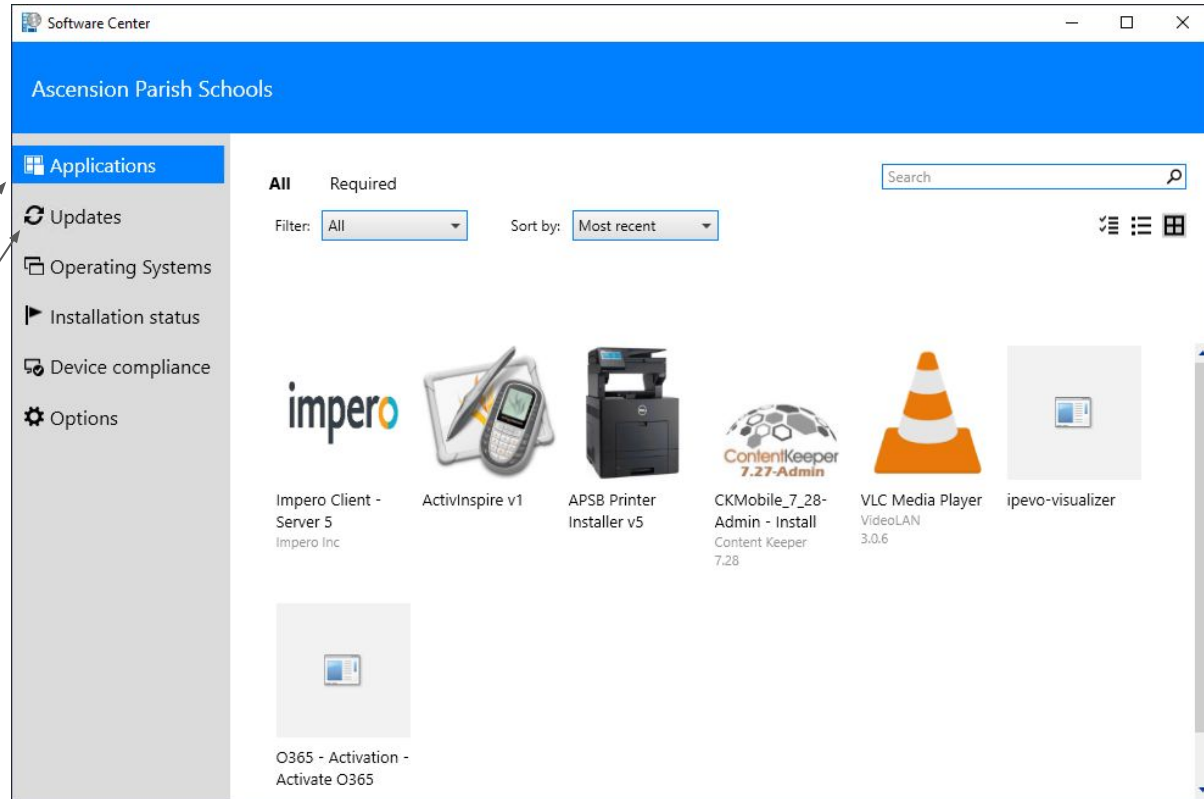 Software Center
Ascension Parish Schools
Applications
Updates
Operating Systems
Installation status
Device compliance
Options
All Required
Search
Filter: All Sort by: Most recent
impero
ContentKeeper
7.27-Admin
Impero Client -
Server 5
Impero Inc
ActivInspire v1
APSB Printer
Installer v5
CKMobile_7_28-
Admin - Install
Content Keeper
7.28
VLC Media Player
VideoLAN
3.0.6
ipevo-visualizer
O365 - Activation -
Activate O365